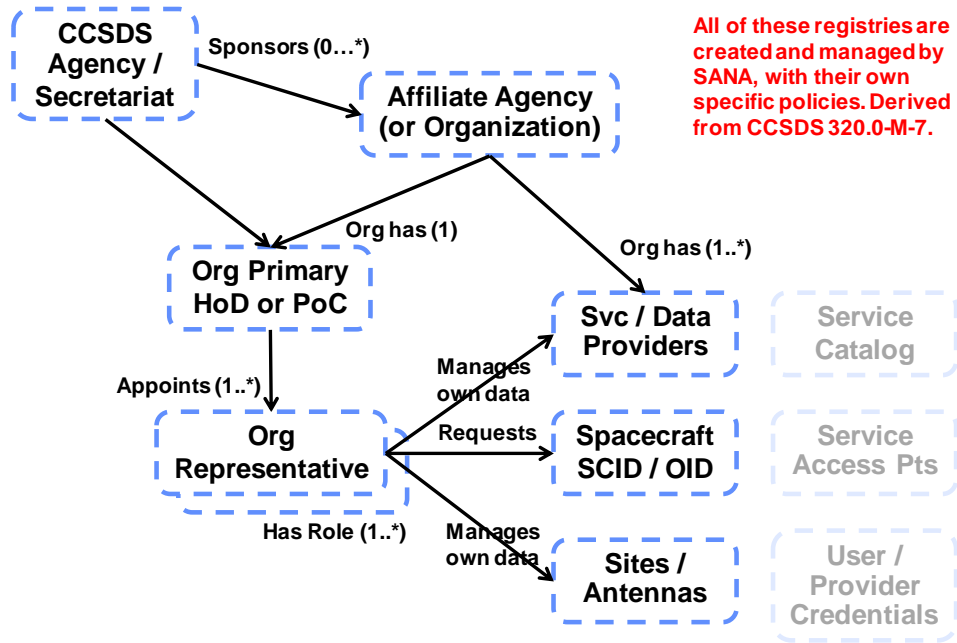 CCSDS
Agency /
Secretariat
Sponsors (0…*)
Affiliate Agency
(or Organization)
All of these registries are
created and managed by
SANA, with their own
specific policies. Derived
from CCSDS 320.0-M-7.
Org has (1)
Org has (1..*)
Org Primary
HoD or PoC
Svc / Data
Providers
Service
Catalog
Appoints (1..*)
Manages
own data
Org
Representative
Requests
Spacecraft
SCID / OID
Service
Access Pts
Has Role (1..*)
Manages
own data
Sites /
Antennas
User /
Provider
Credentials